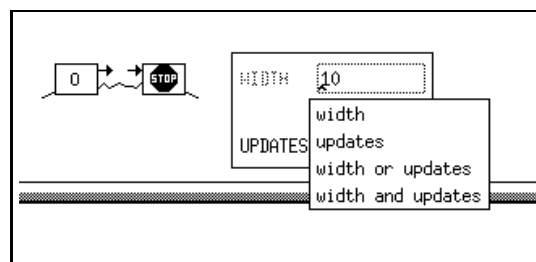 0
STOP
WIDTH 10
width
UPDATES
updates
width or updates
width and updates